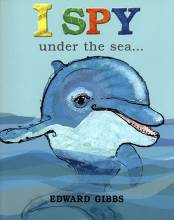 I SPY
under the sea...
EDWARD GIBBS